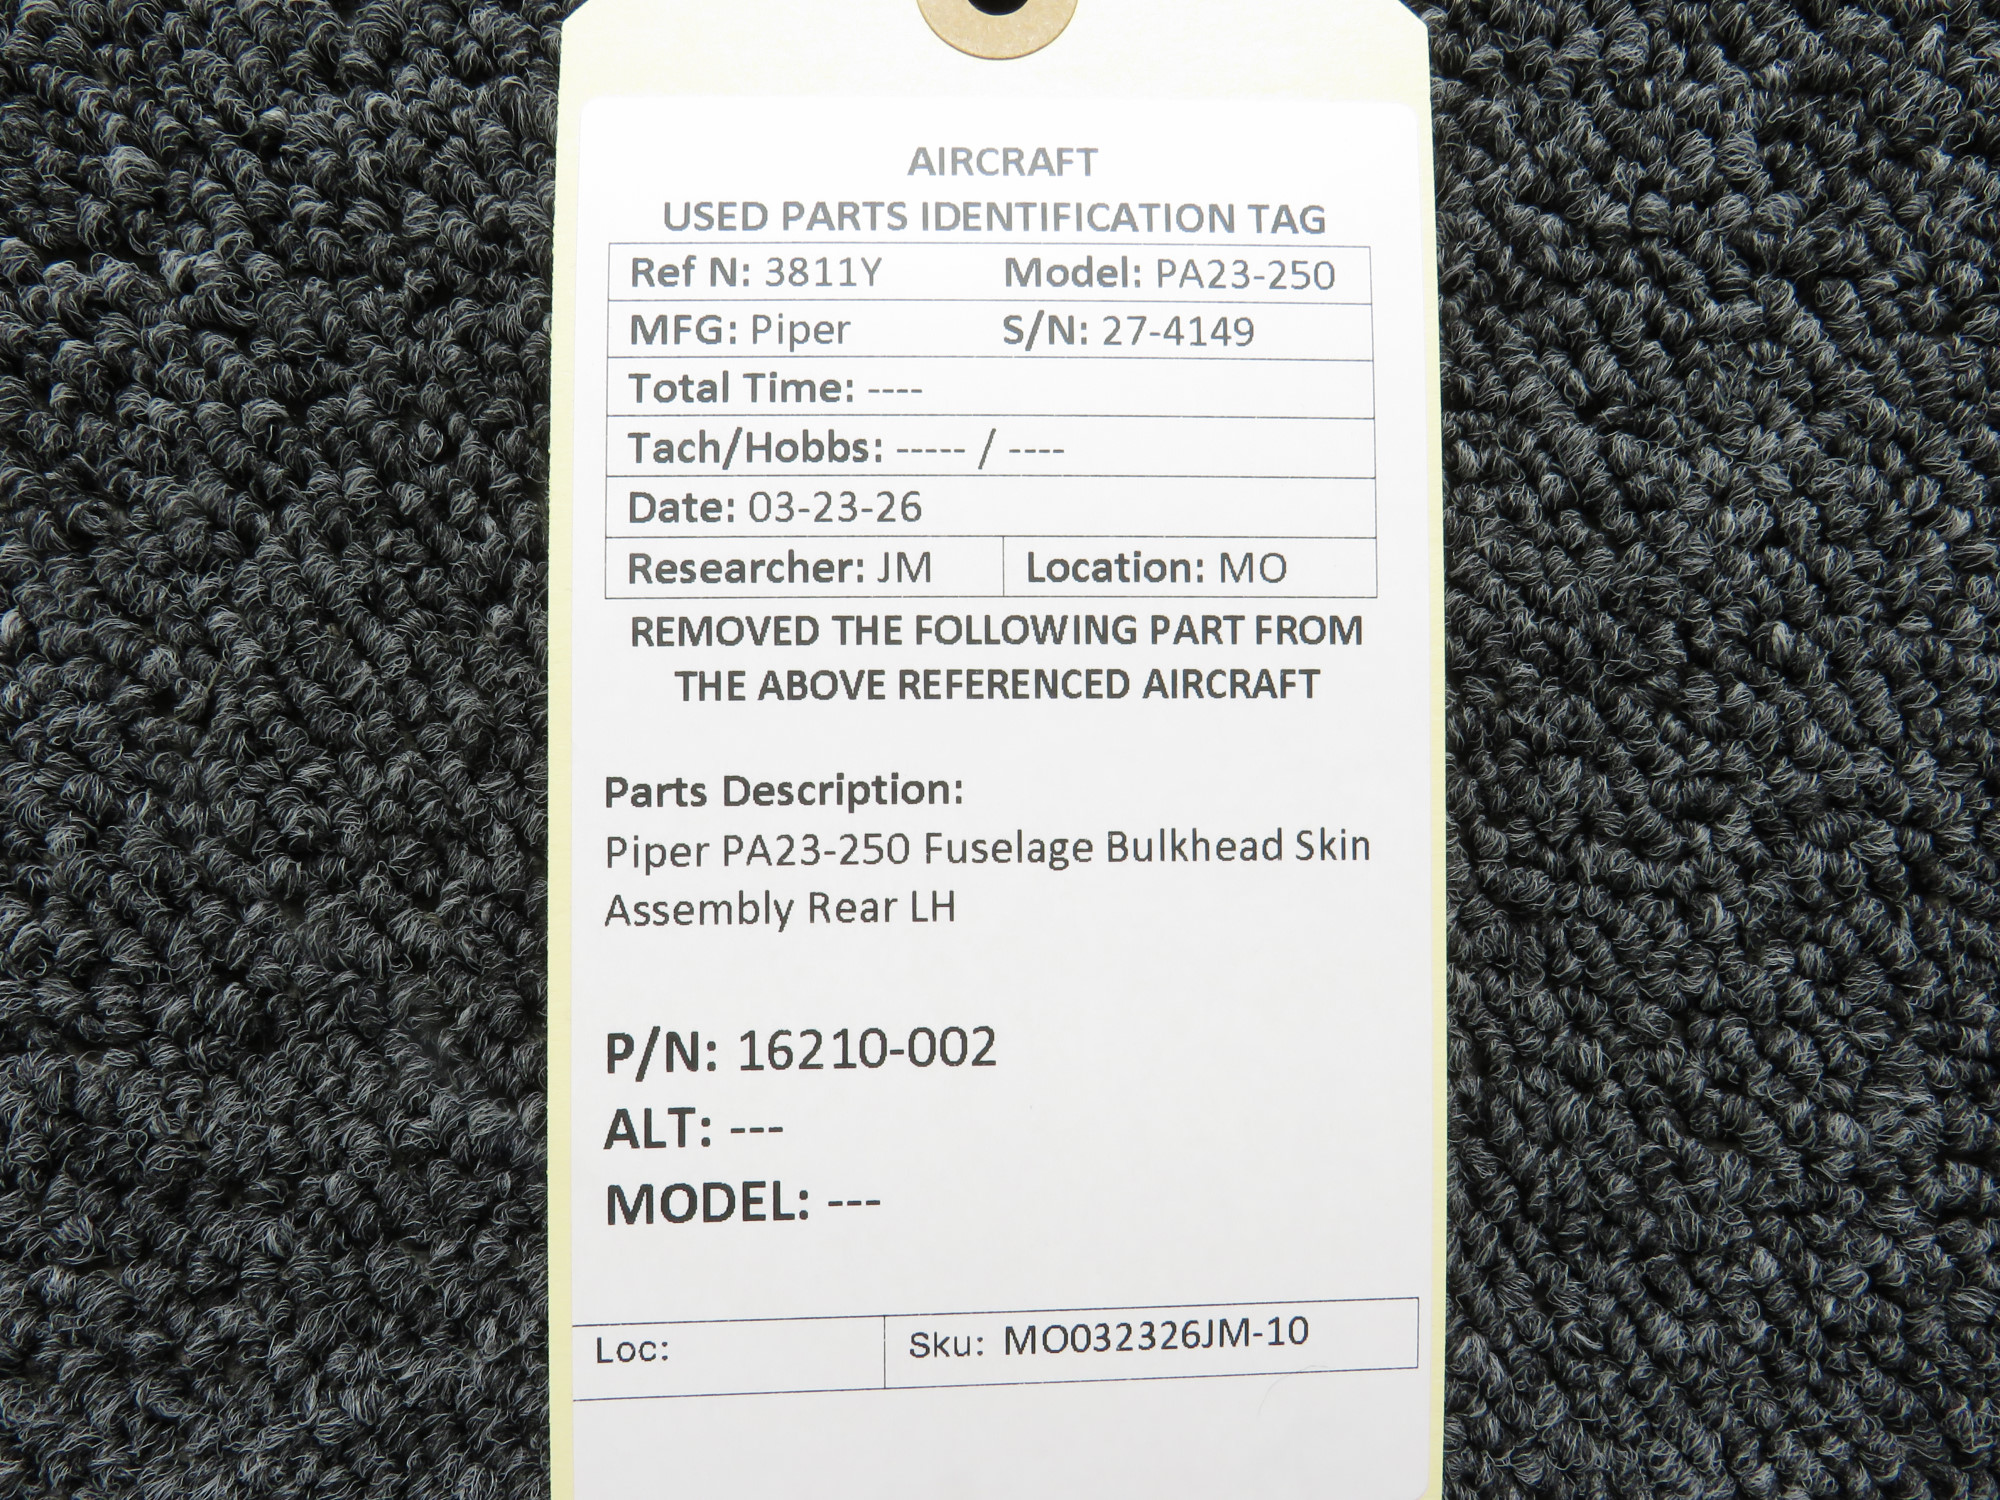 AIRCRAFT
USED PARTS IDENTIFICATION TAG
Ref N: 3811Y Model: PA23-250
MFG: Piper S/N: 27-4149
Total Time: ----
Tach/Hobbs: ----- / ----
Date: 03-23-26
Researcher: JM Location: MO
REMOVED THE FOLLOWING PART FROM
THE ABOVE REFERENCED AIRCRAFT
Parts Description:
Piper PA23-250 Fuselage Bulkhead Skin
Assembly Rear LH
P/N: 16210-002
ALT: ---
MODEL: ---
Loc: Sku: MO032326JM-10